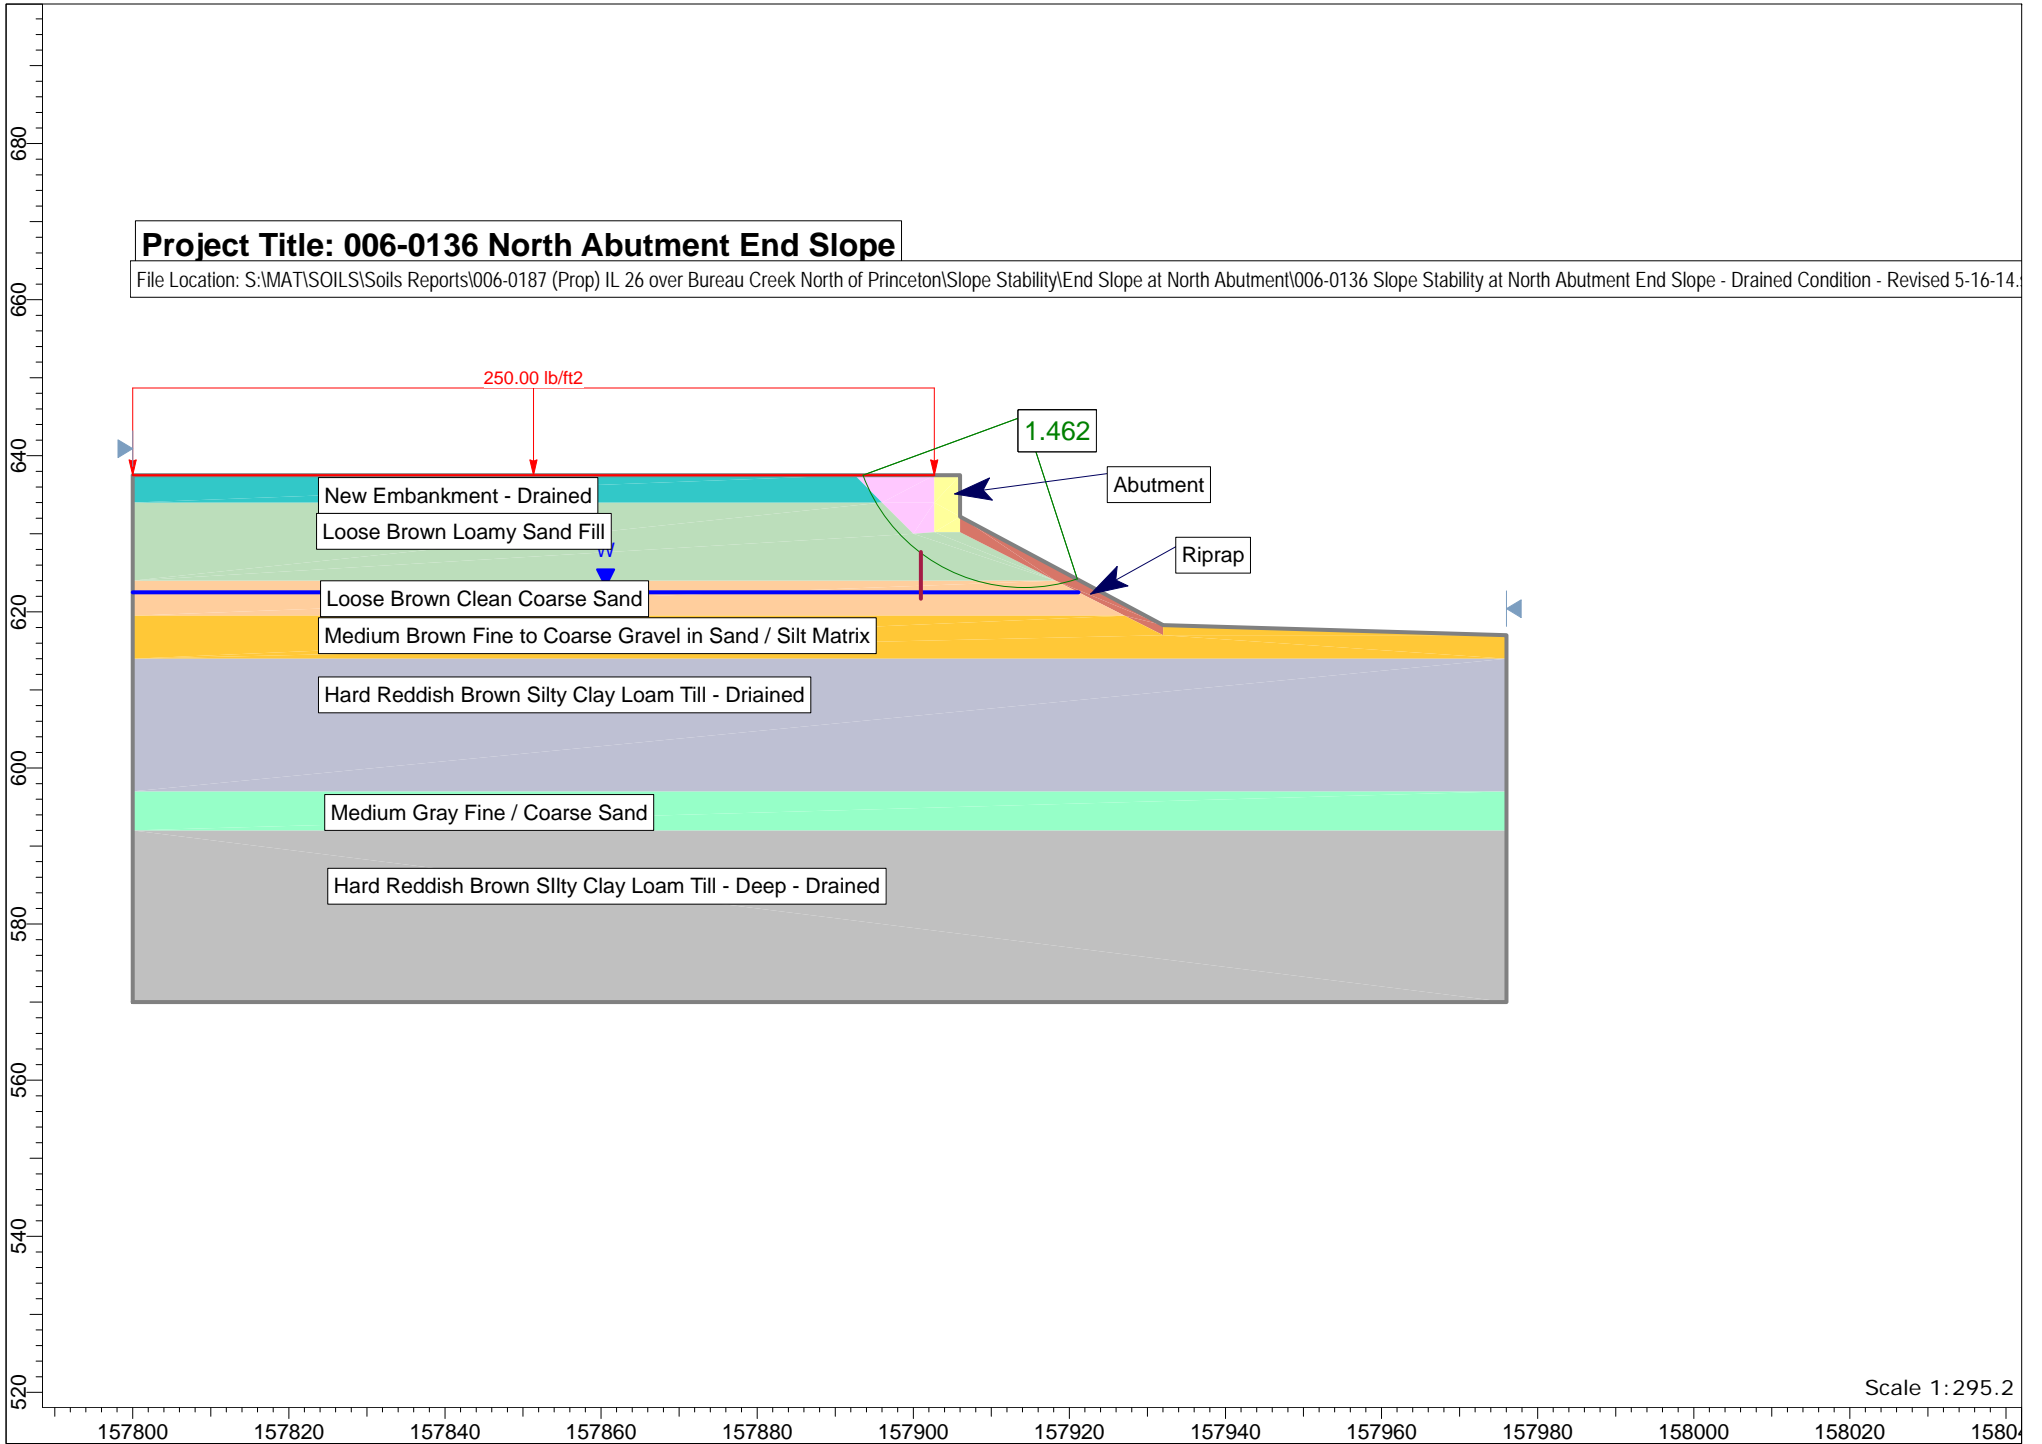 Project Title: 006-0136 North Abutment End Slope
File Location: S:\MAT\SOILS\Soils Reports\006-0187 (Prop) IL 26 over Bureau Creek North of Princeton\Slope Stability\End Slope at North Abutment\006-0136 Slope Stability at North Abutment End Slope - Drained Condition - Revised 5-16-14.s
250.00 lb/ft2
1.462
Abutment
New Embankment - Drained
Loose Brown Loamy Sand Fill
W
Riprap
Loose Brown Clean Coarse Sand
Medium Brown Fine to Coarse Gravel in Sand / Silt Matrix
Hard Reddish Brown Silty Clay Loam Till - Driained
Medium Gray Fine / Coarse Sand
Hard Reddish Brown SIlty Clay Loam Till - Deep - Drained
680
660
640
620
600
580
560
540
520
Scale 1:295.2
157800 157820 157840 157860 157880 157900 157920 157940 157960 157980 158000 158020 15804